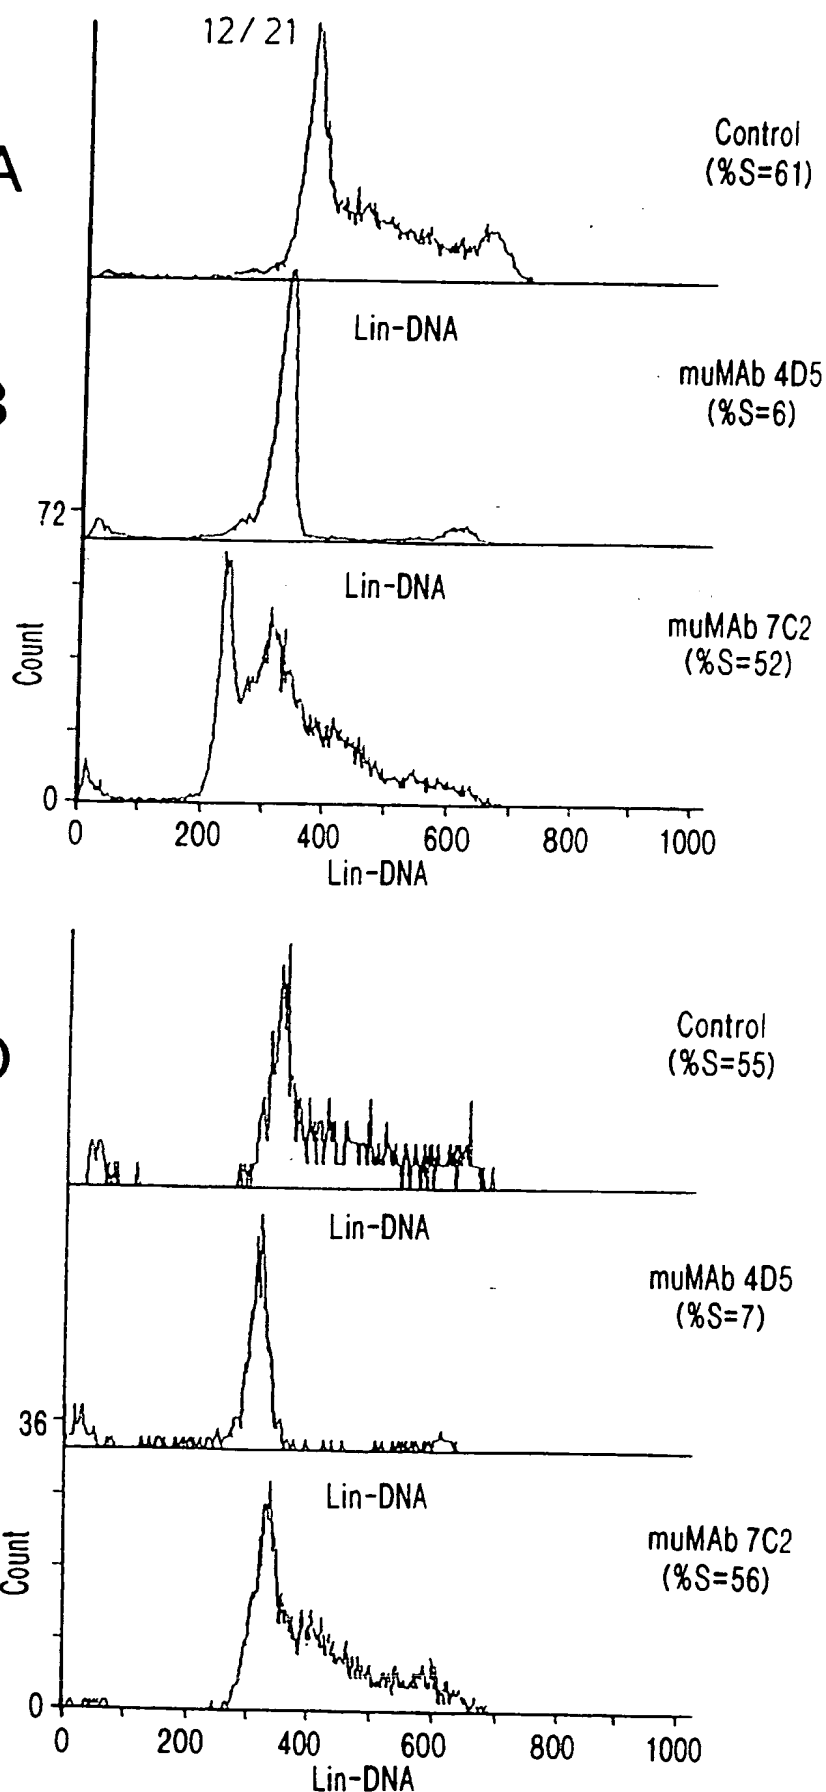 12/21
A
Control
(%S=61)
Lin-DNA
B
muMAb 4D5
(%S=6)
72
Lin-DNA
muMAb 7C2
(%S=52)
Count
0
0 200 400 600 800 1000
Lin-DNA
D
Control
(%S=55)
Lin-DNA
muMAb 4D5
(%S=7)
36
Lin-DNA
muMAb 7C2
(%S=56)
Count
0
0 200 400 600 800 1000
Lin-DNA